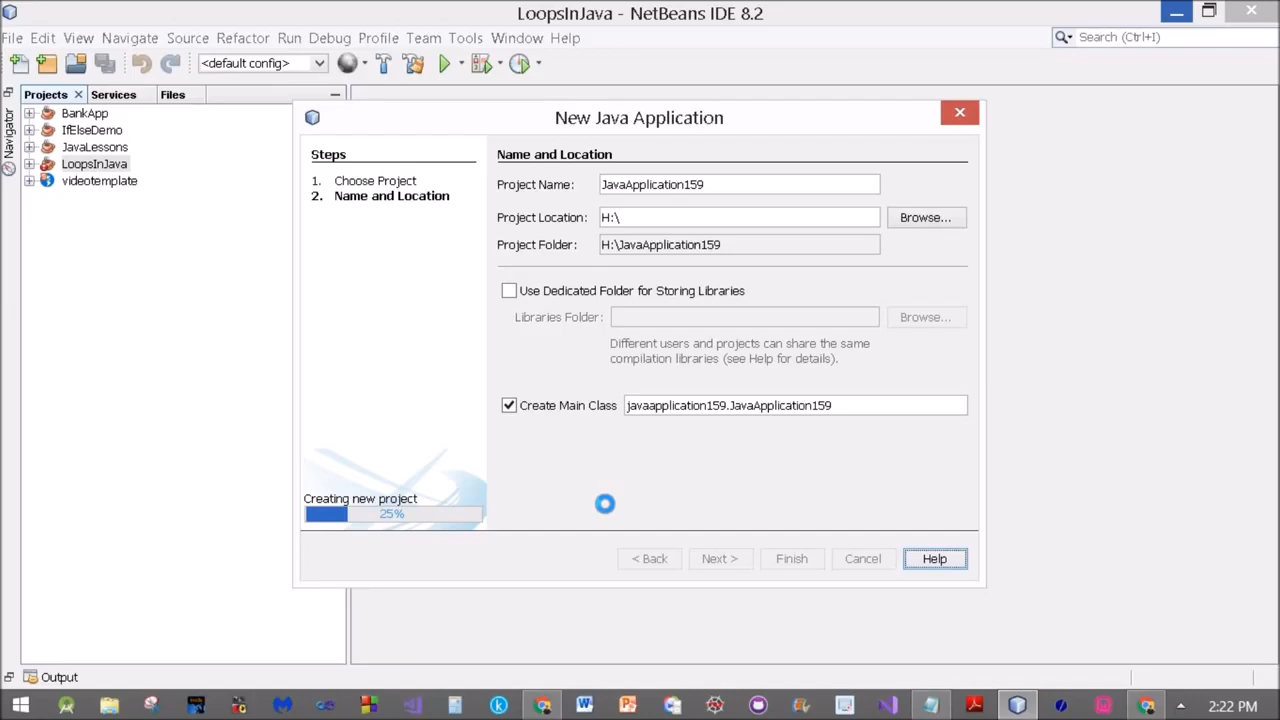 LoopsInJava - NetBeans IDE 8.2
File Edit View Navigate Source Refactor Run Debug Profile Team Tools Window Help
Search (Ctrl+I)
<default config>
Projects Services Files
Navigator
BankApp
IfElseDemo
JavaLessons
LoopsInJava
videotemplate
New Java Application
Steps
1. Choose Project
2. Name and Location
Name and Location
Project Name: JavaApplication159
Project Location: H:\ Browse...
Project Folder: H:\JavaApplication159
Use Dedicated Folder for Storing Libraries
Libraries Folder: Browse...
Different users and projects can share the same
compilation libraries (see Help for details).
Create Main Class javaapplication159.JavaApplication159
Creating new project
25%
< Back Next > Finish Cancel Help
Output
2:22 PM